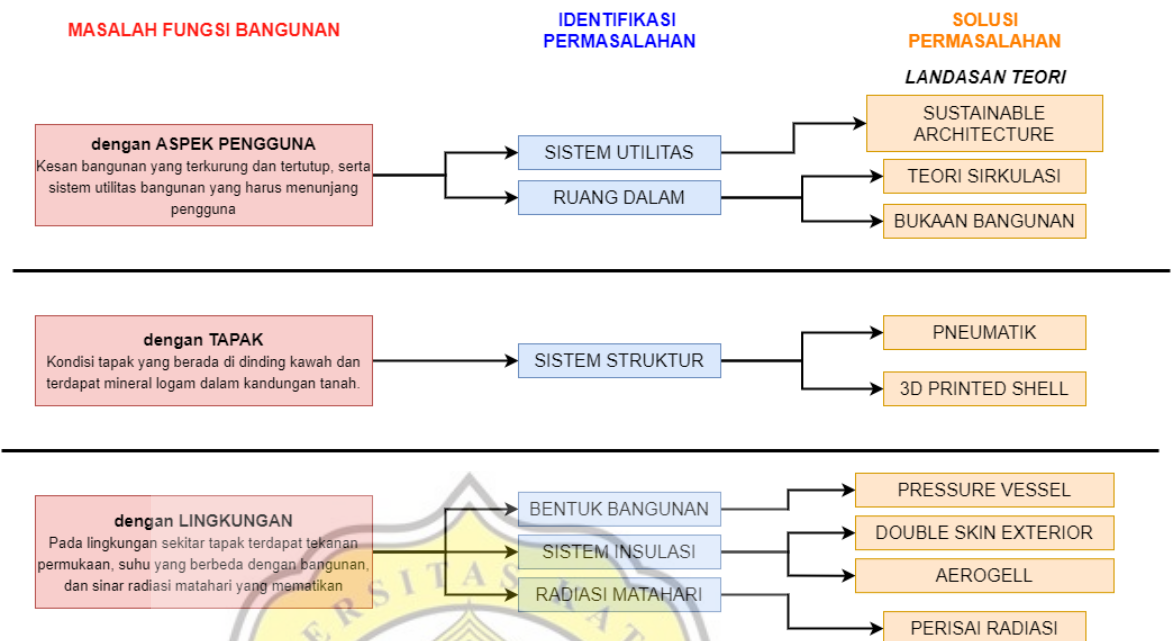 MASALAH FUNGSI BANGUNAN
IDENTIFIKASI
PERMASALAHAN
SOLUSI
PERMASALAHAN
LANDASAN TEORI
dengan ASPEK PENGGUNA
Kesan bangunan yang terkurung dan tertutup, serta
sistem utilitas bangunan yang harus menunjang
pengguna
SISTEM UTILITAS
RUANG DALAM
SUSTAINABLE
ARCHITECTURE
TEORI SIRKULASI
BUKAAN BANGUNAN
dengan TAPAK
Kondisi tapak yang berada di dinding kawah dan
terdapat mineral logam dalam kandungan tanah.
SISTEM STRUKTUR
PNEUMATIK
3D PRINTED SHELL
dengan LINGKUNGAN
Pada lingkungan sekitar tapak terdapat tekanan
permukaan, suhu yang berbeda dengan bangunan,
dan sinar radiasi matahari yang mematikan
BENTUK BANGUNAN
SISTEM INSULASI
RADIASI MATAHARI
PRESSURE VESSEL
DOUBLE SKIN EXTERIOR
AEROGELL
PERISAI RADIASI